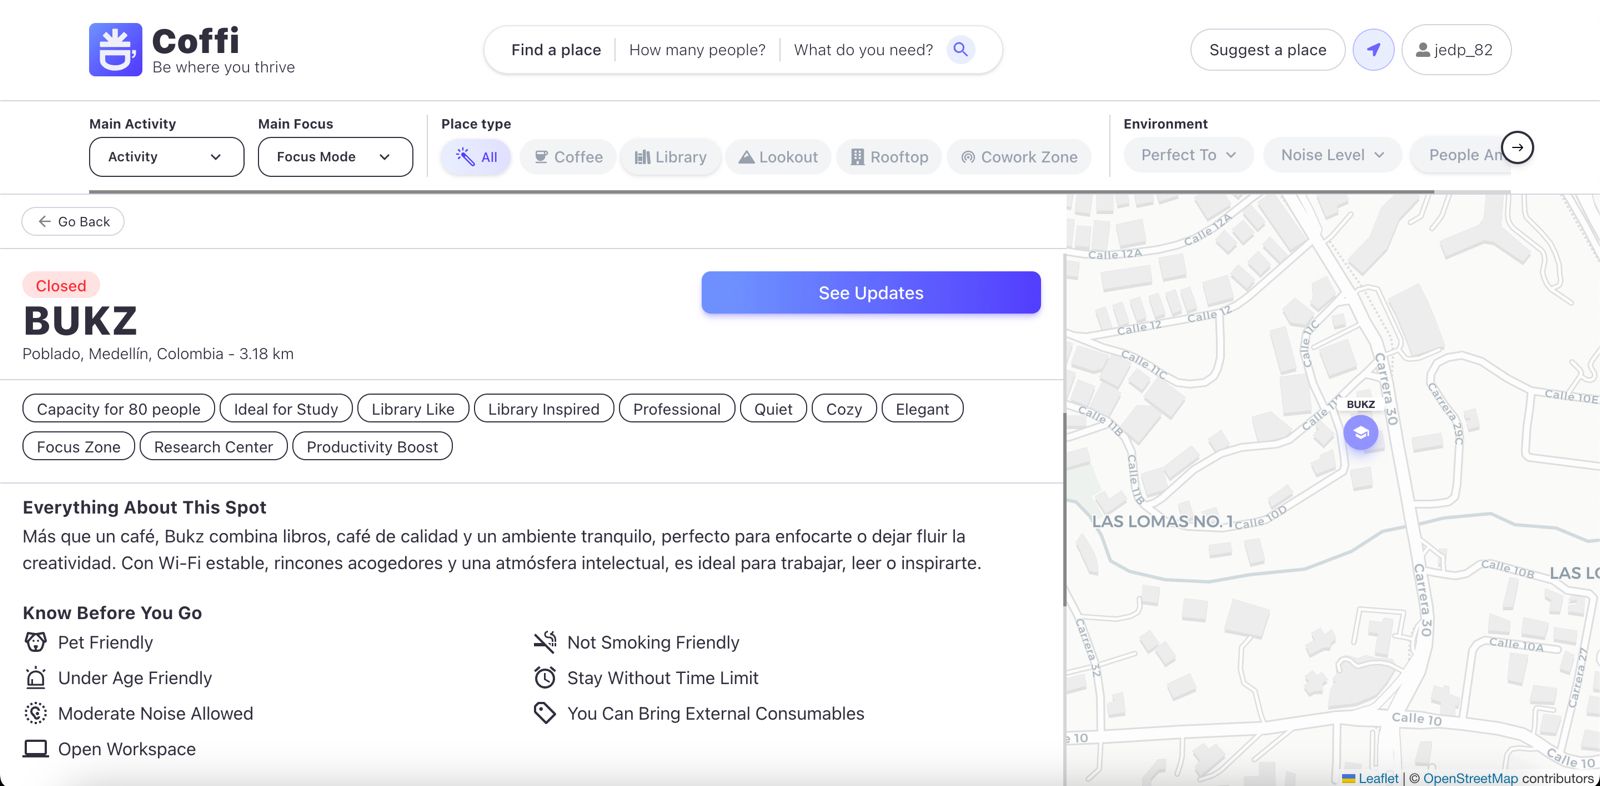 Coffi
Be where you thrive
Find a place
How many people?
What do you need?
Suggest a place
jedp_82
Main Activity
Activity
Main Focus
Focus Mode
Place type
All
Coffee
Library
Lookout
Rooftop
Cowork Zone
Environment
Perfect To
Noise Level
People Am
Go Back
Closed
BUKZ
Poblado, Medellín, Colombia - 3.18 km
See Updates
Capacity for 80 people
Ideal for Study
Library Like
Library Inspired
Professional
Quiet
Cozy
Elegant
Focus Zone
Research Center
Productivity Boost
Everything About This Spot
Más que un café, Bukz combina libros, café de calidad y un ambiente tranquilo, perfecto para enfocarte o dejar fluir la
creatividad. Con Wi-Fi estable, rincones acogedores y una atmósfera intelectual, es ideal para trabajar, leer o inspirarte.
Know Before You Go
Pet Friendly
Not Smoking Friendly
Under Age Friendly
Stay Without Time Limit
Moderate Noise Allowed
You Can Bring External Consumables
Open Workspace
Calle 12A
Calle 12A
Calle 12
Calle 12
Calle 11C
Calle 11C
Carrera 30
Calle 10E
BUKZ
Calle 11B
Carrera 29C
Calle 11B
LAS LOMAS NO. 1
Calle 10D
Calle 10B
LAS LO
Carrera 30
Carrera 32
Calle 10A
Carrera 27
Calle 10
e 10
Calle 10
Leaflet | © OpenStreetMap contributors